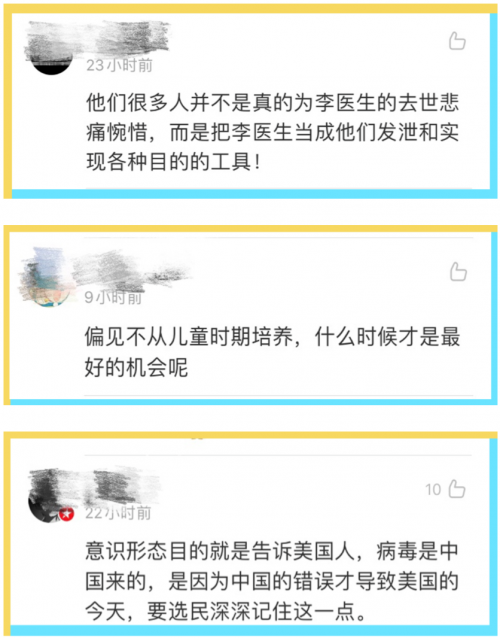 23小时前
他们很多人并不是真的为李医生的去世悲
痛惋惜，而是把李医生当成他们发泄和实
现各种目的的工具！
9小时前
偏见不从儿童时期培养，什么时候才是最
好的机会呢
10
22小时前
意识形态目的就是告诉美国人，病毒是中
国来的，是因为中国的错误才导致美国的
今天，要选民深深记住这一点。